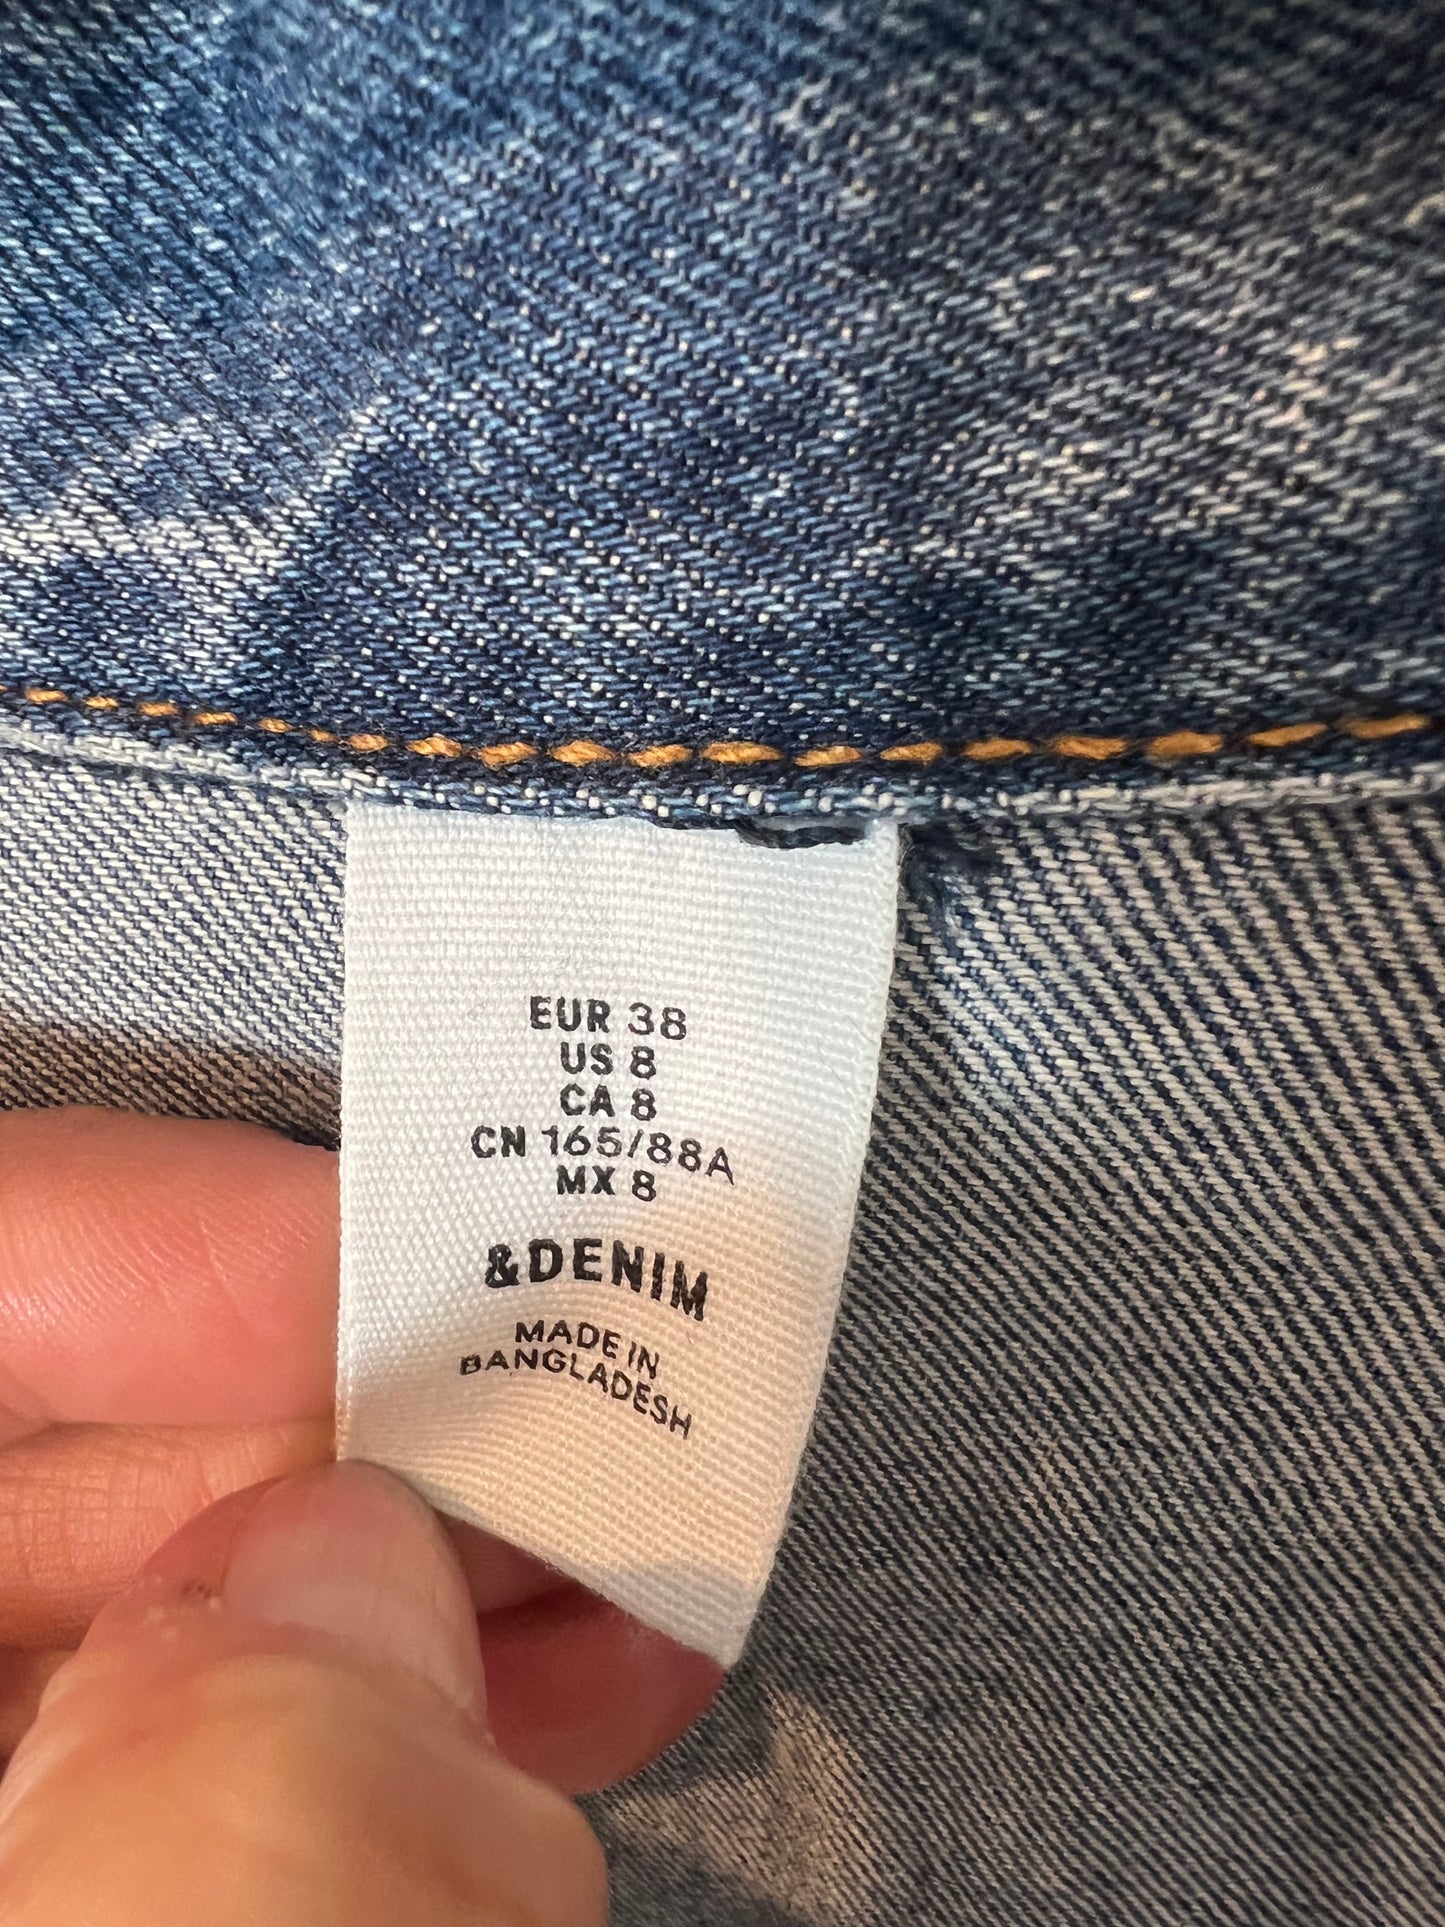 EUR 38
US 8
CA 8
CN 165/88A
MX 8
&DENIM
MADE IN
BANGLADESH